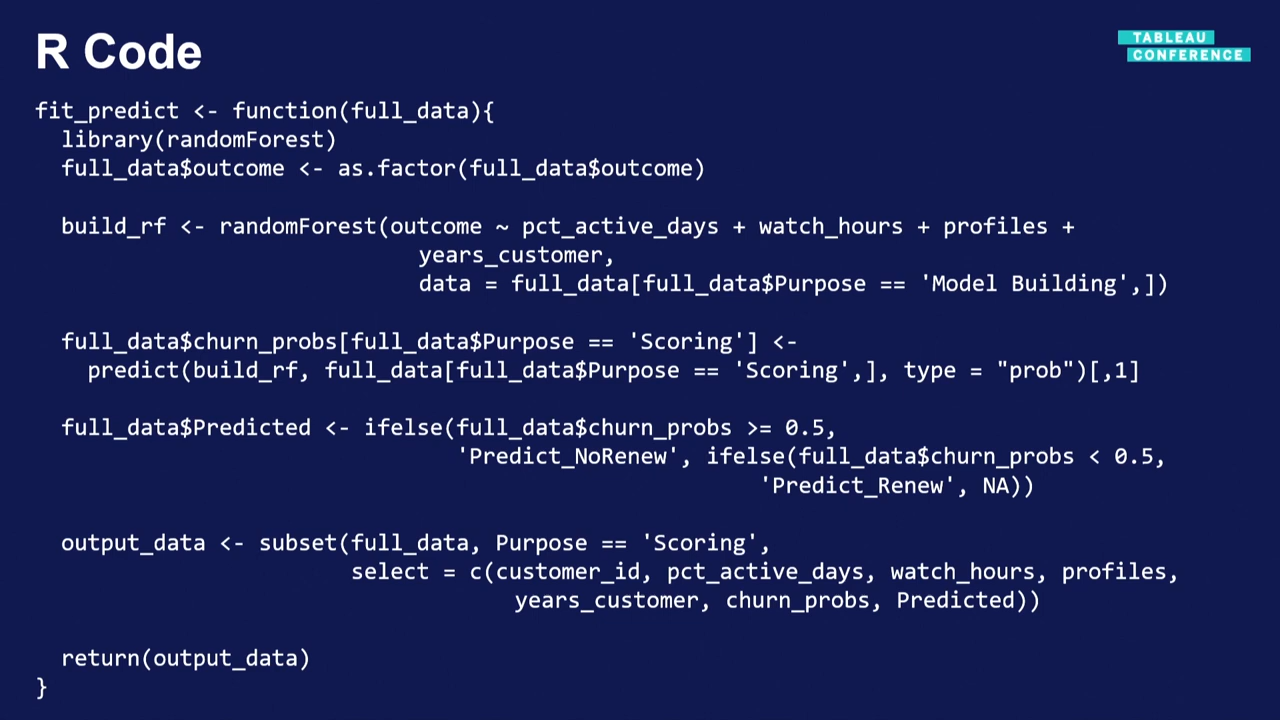 R Code
TABLEAU
CONFERENCE
fit_predict <- function(full_data){
  library(randomForest)
  full_data$outcome <- as.factor(full_data$outcome)
  build_rf <- randomForest(outcome ~ pct_active_days + watch_hours + profiles +
                           years_customer,
                           data = full_data[full_data$Purpose == 'Model Building',])
  full_data$churn_probs[full_data$Purpose == 'Scoring'] <-
    predict(build_rf, full_data[full_data$Purpose == 'Scoring',], type = "prob")[,1]
  full_data$Predicted <- ifelse(full_data$churn_probs >= 0.5,
                                'Predict_NoRenew', ifelse(full_data$churn_probs < 0.5,
                                                       'Predict_Renew', NA))
  output_data <- subset(full_data, Purpose == 'Scoring',
                        select = c(customer_id, pct_active_days, watch_hours, profiles,
                                    years_customer, churn_probs, Predicted))
  return(output_data)
}